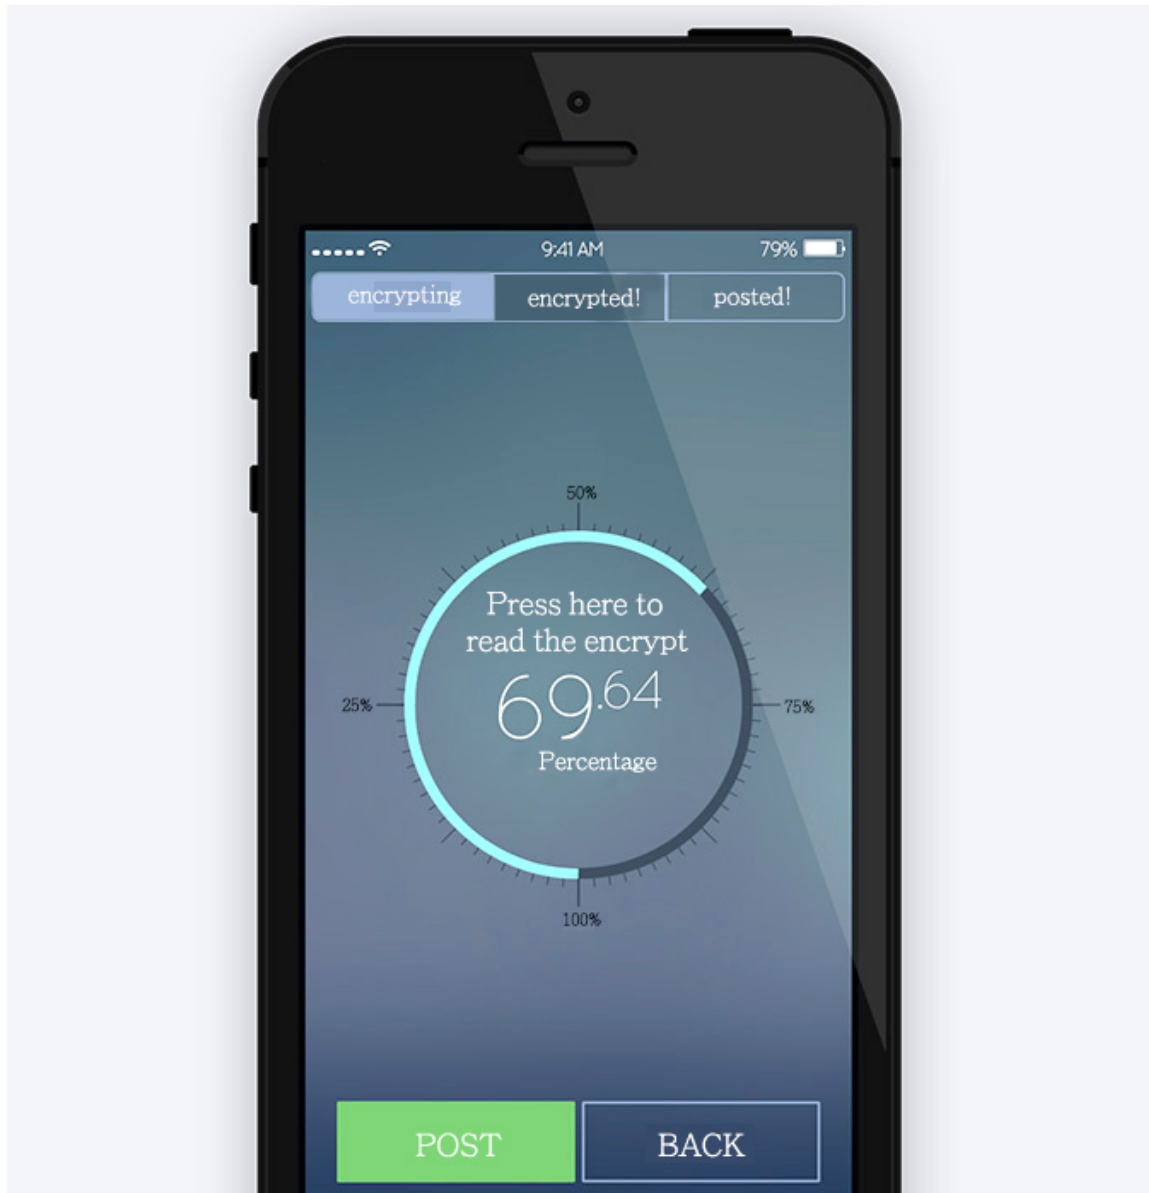 9:41 AM 79%
encrypting encrypted! posted!
50%
Press here to
read the encrypt
69.64
25% 75%
Percentage
100%
POST BACK